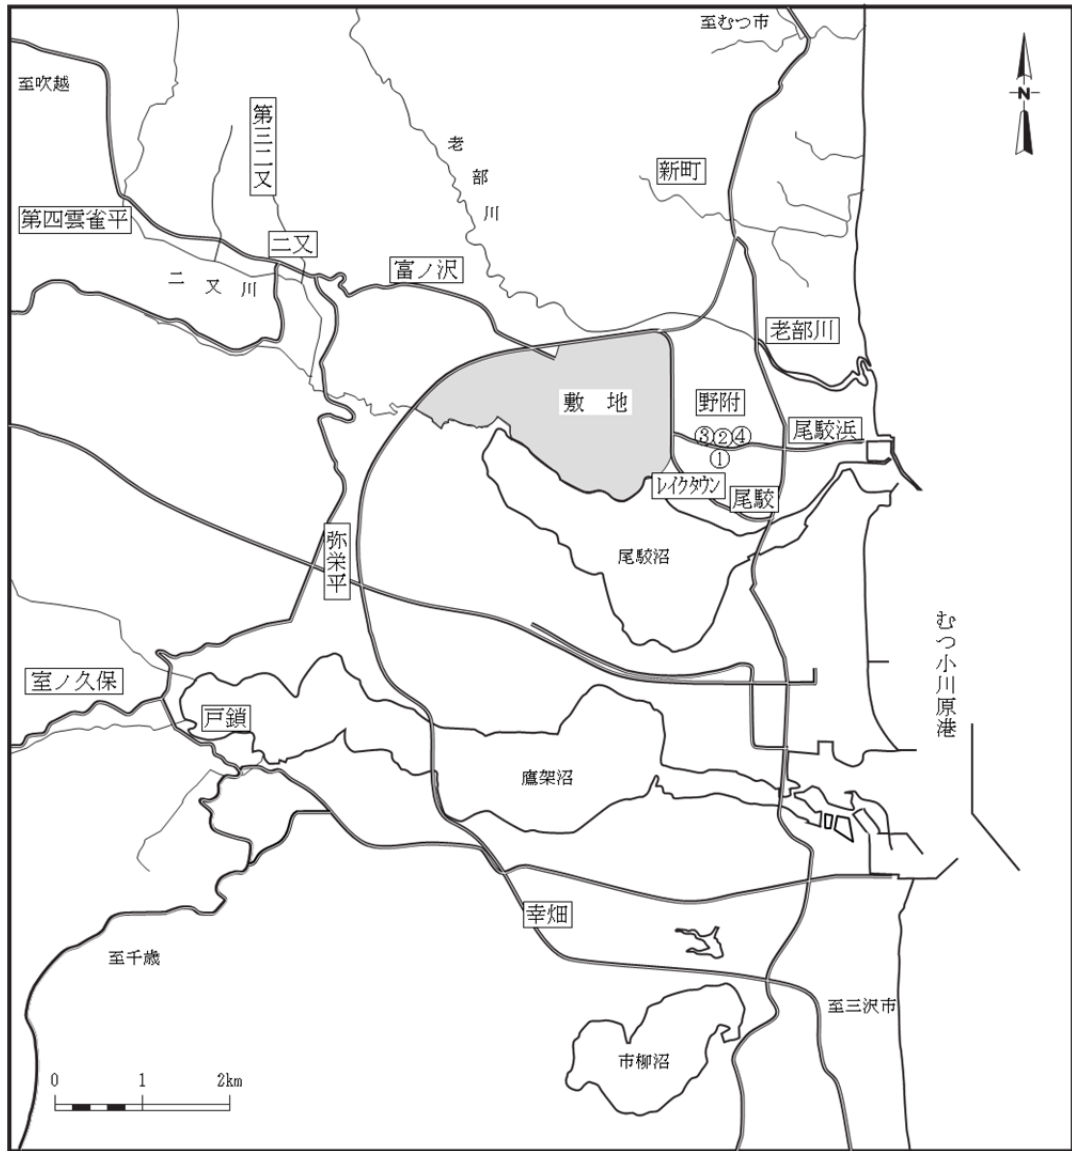 至むつ市
至吹越
N
第三二又
老部川
新町
第四雲雀平
二又
二又川
富ノ沢
老部川
敷 地
野附
尾駮浜
③②④
①
レイクタウン
尾駮
弥栄平
尾駮沼
むつ小川原港
室ノ久保
戸鎖
鷹架沼
幸畑
至千歳
至三沢市
市柳沼
0 1 2km